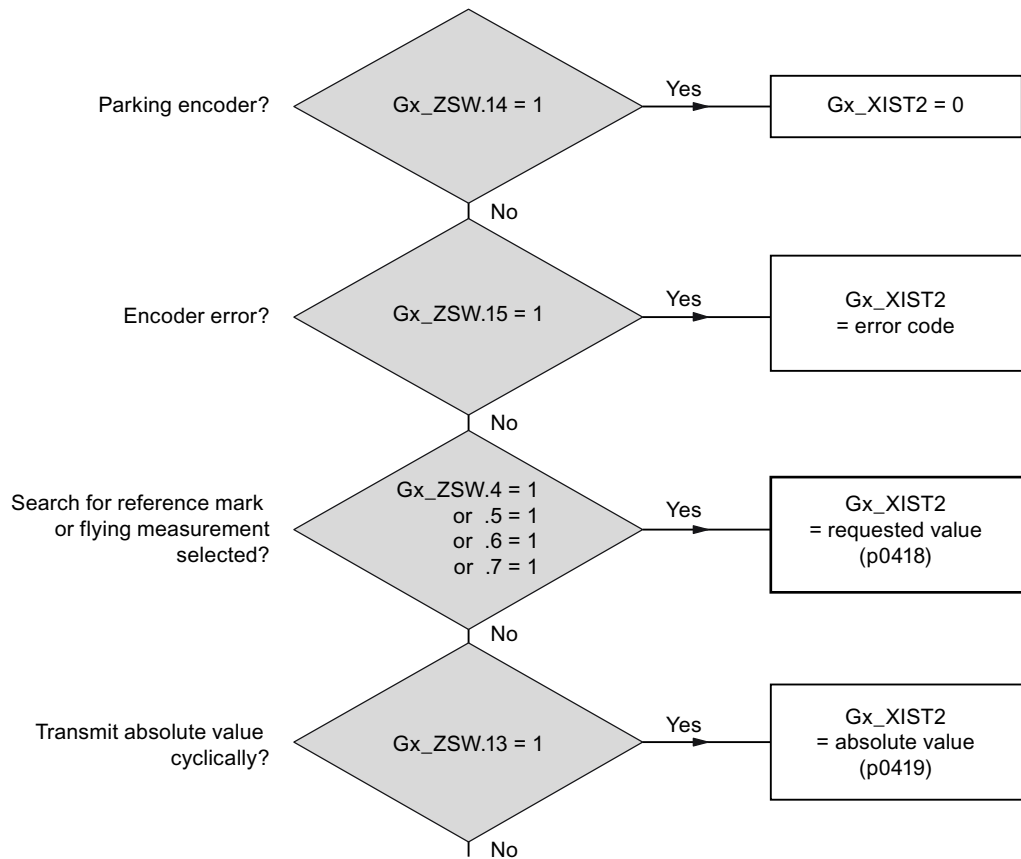 Parking encoder?
Gx_ZSW.14 = 1
Yes
Gx_XIST2 = 0
No
Encoder error?
Gx_ZSW.15 = 1
Yes
Gx_XIST2
= error code
No
Search for reference mark
or flying measurement
selected?
Gx_ZSW.4 = 1
or .5 = 1
or .6 = 1
or .7 = 1
Yes
Gx_XIST2
= requested value
(p0418)
No
Transmit absolute value
cyclically?
Gx_ZSW.13 = 1
Yes
Gx_XIST2
= absolute value
(p0419)
No